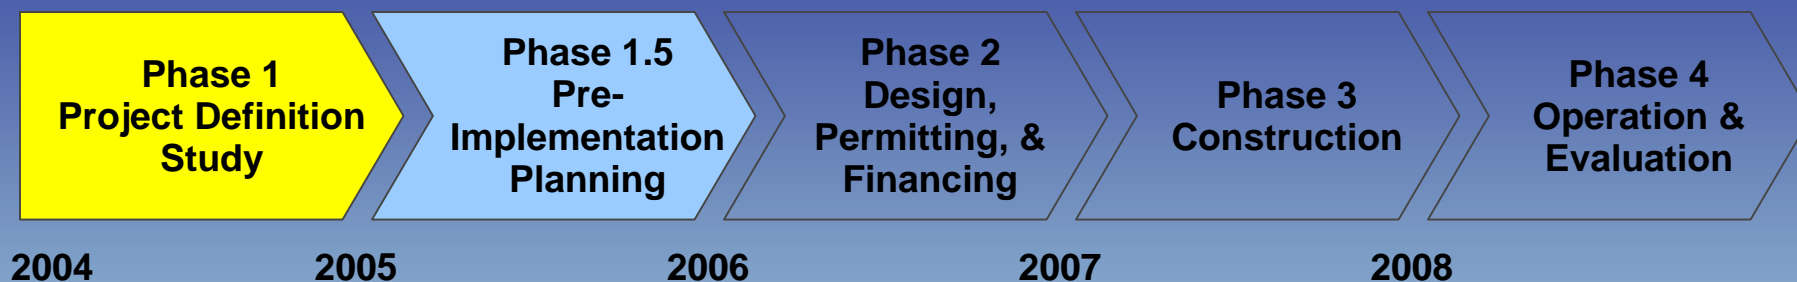 Phase 1
Project Definition
Study
Phase 1.5
Pre-
Implementation
Planning
Phase 2
Design,
Permitting, &
Financing
Phase 3
Construction
Phase 4
Operation &
Evaluation
2004 2005 2006 2007 2008